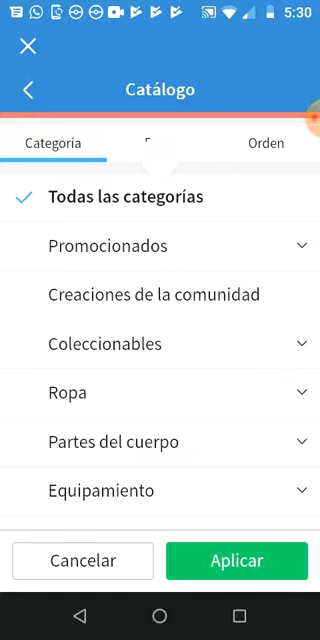 5:30
Catálogo
Categoría
Orden
Todas las categorías
Promocionados
Creaciones de la comunidad
Coleccionables
Ropa
Partes del cuerpo
Equipamiento
Cancelar
Aplicar